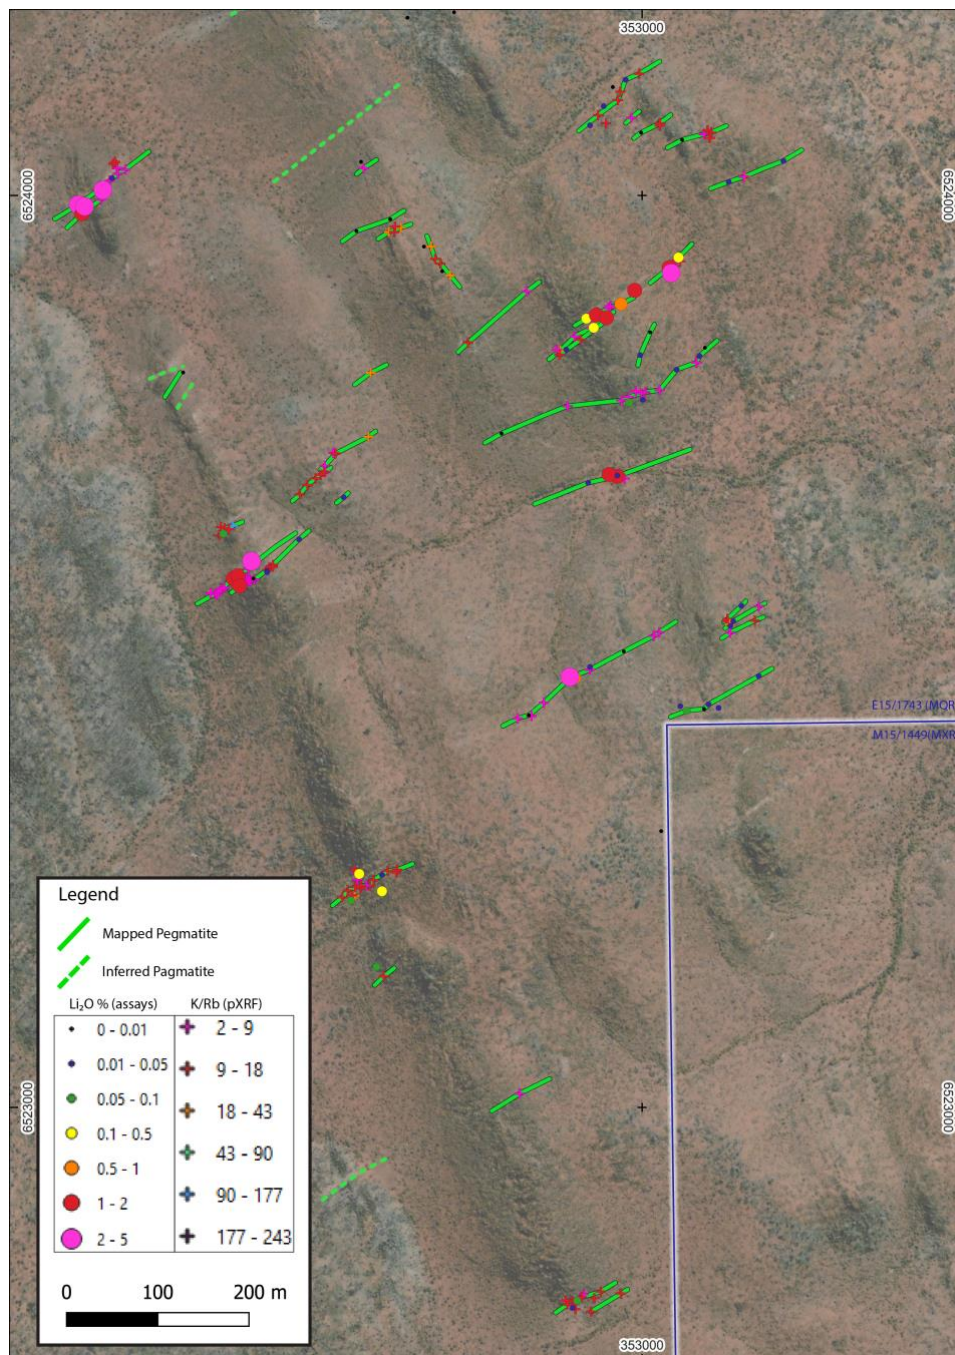 353000
6524000
6524000
E15/1743 (MQR
M15/1449(MXR
Legend
Mapped Pegmatite
Inferred Pagmatite
Li₂O % (assays)
K/Rb (pXRF)
0 - 0.01
2 - 9
0.01 - 0.05
9 - 18
0.05 - 0.1
18 - 43
0.1 - 0.5
43 - 90
0.5 - 1
90 - 177
1 - 2
177 - 243
2 - 5
6523000
6523000
0 100 200 m
353000